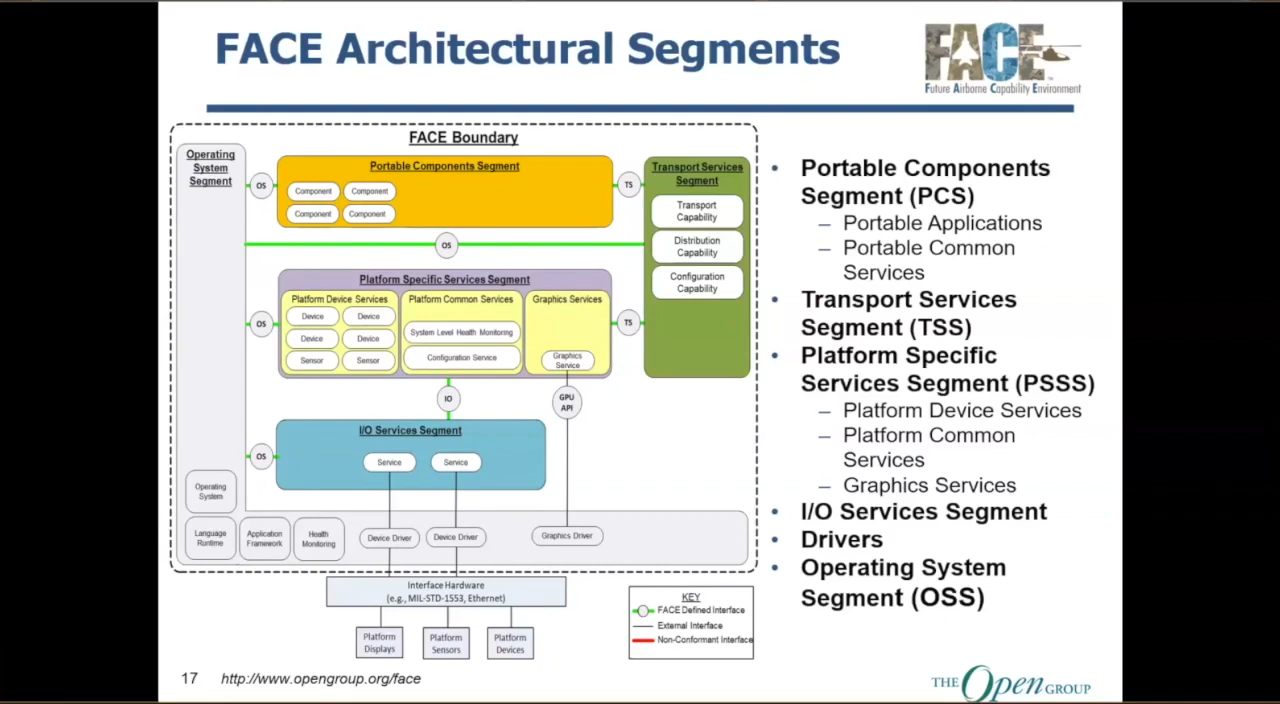 FACE Architectural Segments
FACE™
Future Airborne Capability Environment
FACE Boundary
Operating
System
Segment
OS
Portable Components Segment
Component
Component
Component
Component
TS
Transport Services
Segment
Transport
Capability
Distribution
Capability
Configuration
Capability
OS
Platform Specific Services Segment
OS
Platform Device Services
Device
Device
Device
Device
Sensor
Sensor
Platform Common Services
System Level Health Monitoring
Configuration Service
Graphics Services
Graphics
Service
TS
IO
GPU
API
OS
I/O Services Segment
Service
Service
Operating
System
Language
Runtime
Application
Framework
Health
Monitoring
Device Driver
Device Driver
Graphics Driver
Interface Hardware
(e.g., MIL-STD-1553, Ethernet)
Platform
Displays
Platform
Sensors
Platform
Devices
KEY
FACE Defined Interface
External Interface
Non-Conformant Interface
• Portable Components
Segment (PCS)
– Portable Applications
– Portable Common
Services
• Transport Services
Segment (TSS)
• Platform Specific
Services Segment (PSSS)
– Platform Device Services
– Platform Common
Services
– Graphics Services
• I/O Services Segment
• Drivers
• Operating System
Segment (OSS)
17 http://www.opengroup.org/face
THE Open GROUP